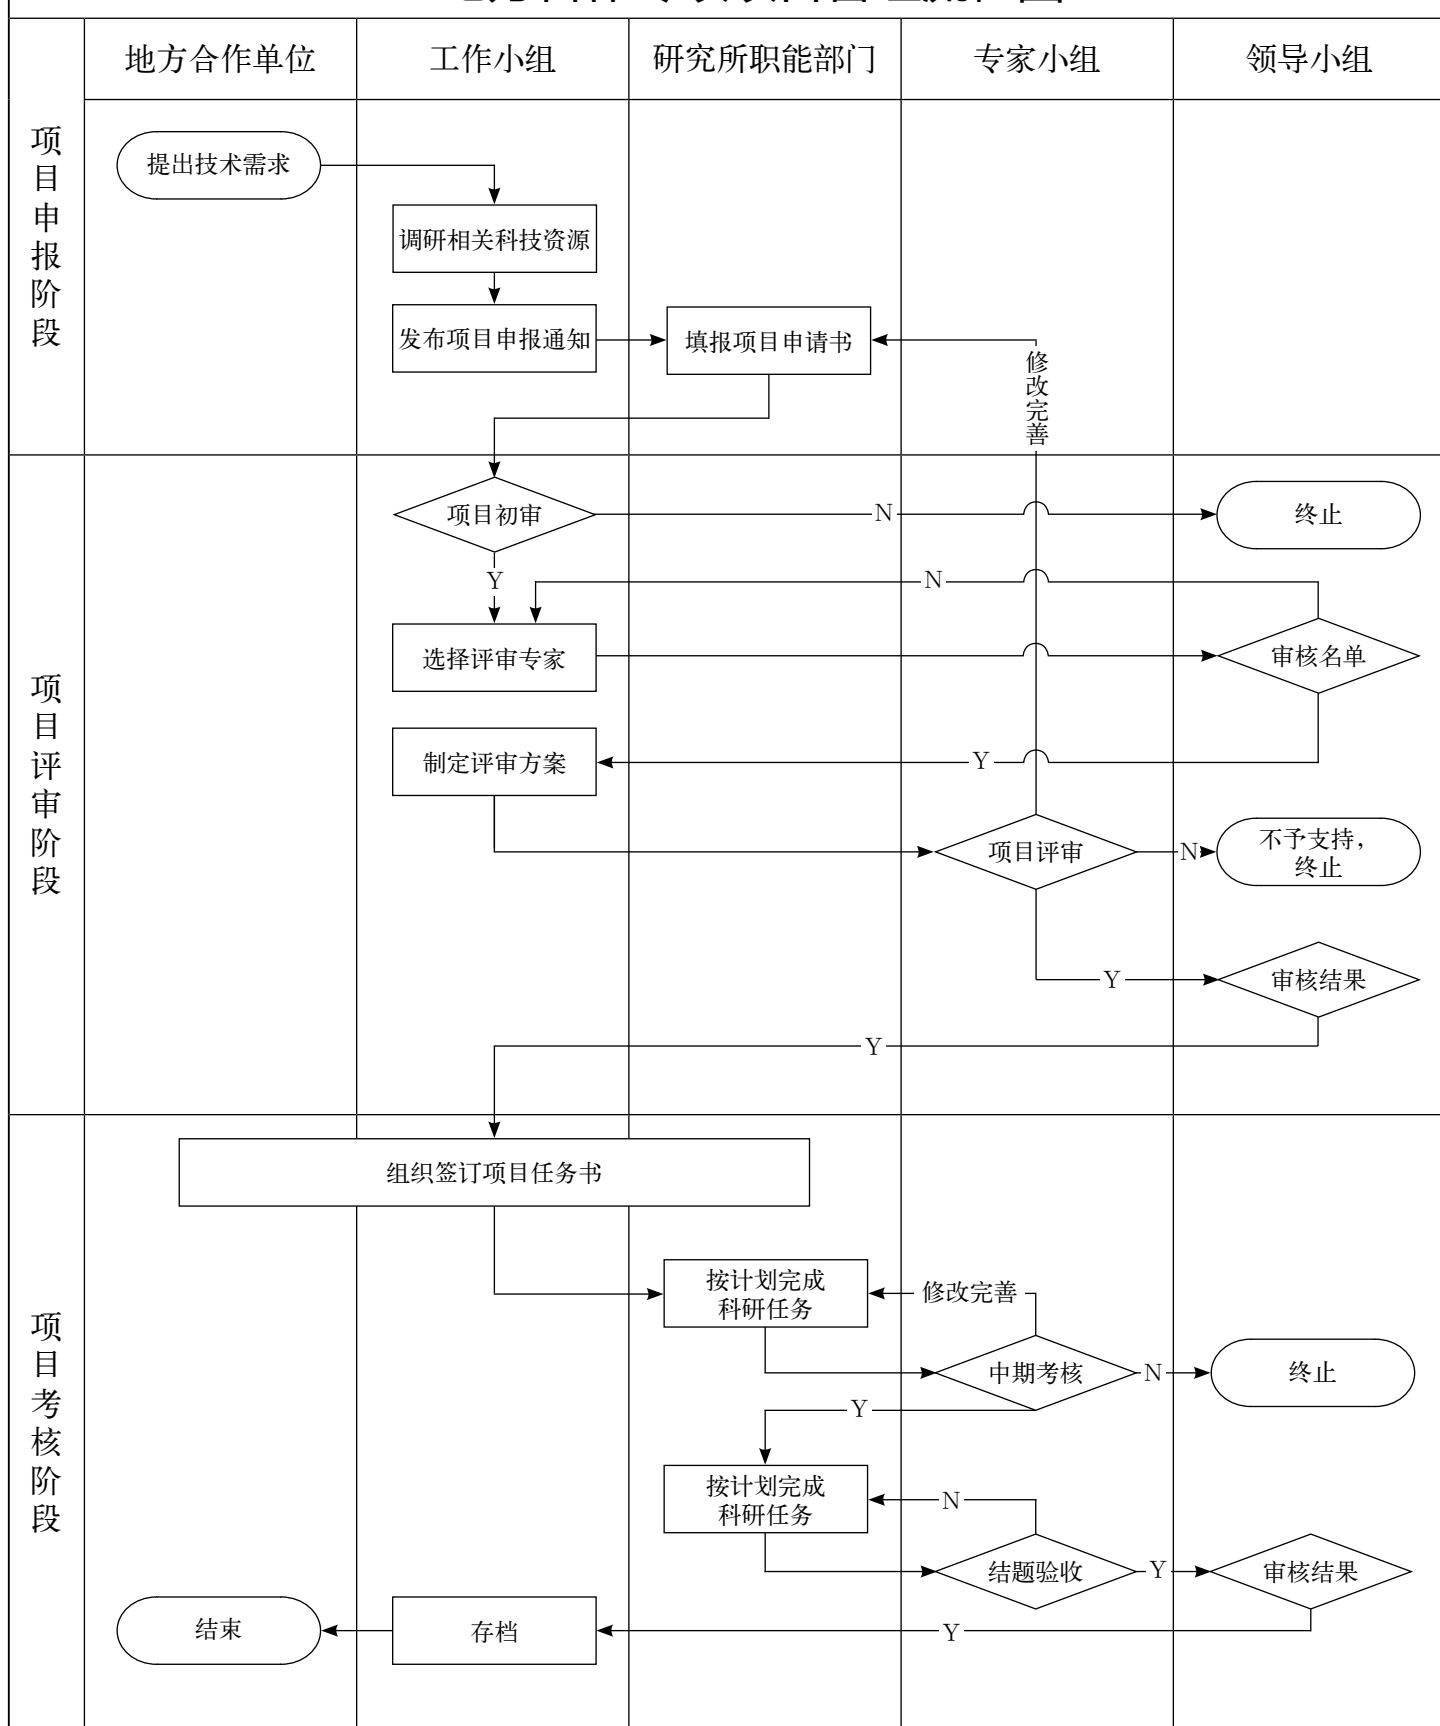 地方合作单位
工作小组
研究所职能部门
专家小组
领导小组
项目申报阶段
提出技术需求
调研相关科技资源
发布项目申报通知
填报项目申请书
修改完善
项目评审阶段
项目初审
N
终止
Y
N
选择评审专家
审核名单
制定评审方案
Y
项目评审
N
不予支持,
终止
Y
审核结果
Y
项目考核阶段
组织签订项目任务书
按计划完成
科研任务
修改完善
中期考核
N
终止
Y
按计划完成
科研任务
N
结题验收
Y
审核结果
结束
存档
Y